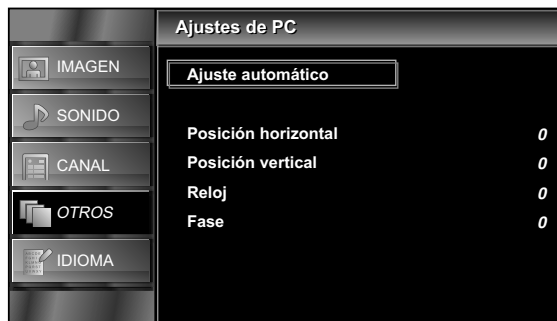 Ajustes de PC
IMAGEN
SONIDO
CANAL
OTROS
IDIOMA
Ajuste automático
Posición horizontal 0
Posición vertical 0
Reloj 0
Fase 0